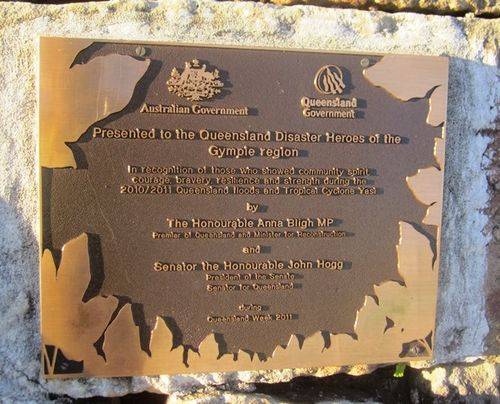 Australian Government
Queensland
Government
Presented to the Queensland Disaster Heroes of the
Gympie region
In recognition of those who showed community spirit
courage, bravery, resilience and strength during the
2010/2011 Queensland floods and Tropical Cyclone Yasi
by
The Honourable Anna Bligh MP
Premier of Queensland and Minister for Reconstruction
and
Senator the Honourable John Hogg
President of the Senate
Senator for Queensland
during
Queensland Week 2011